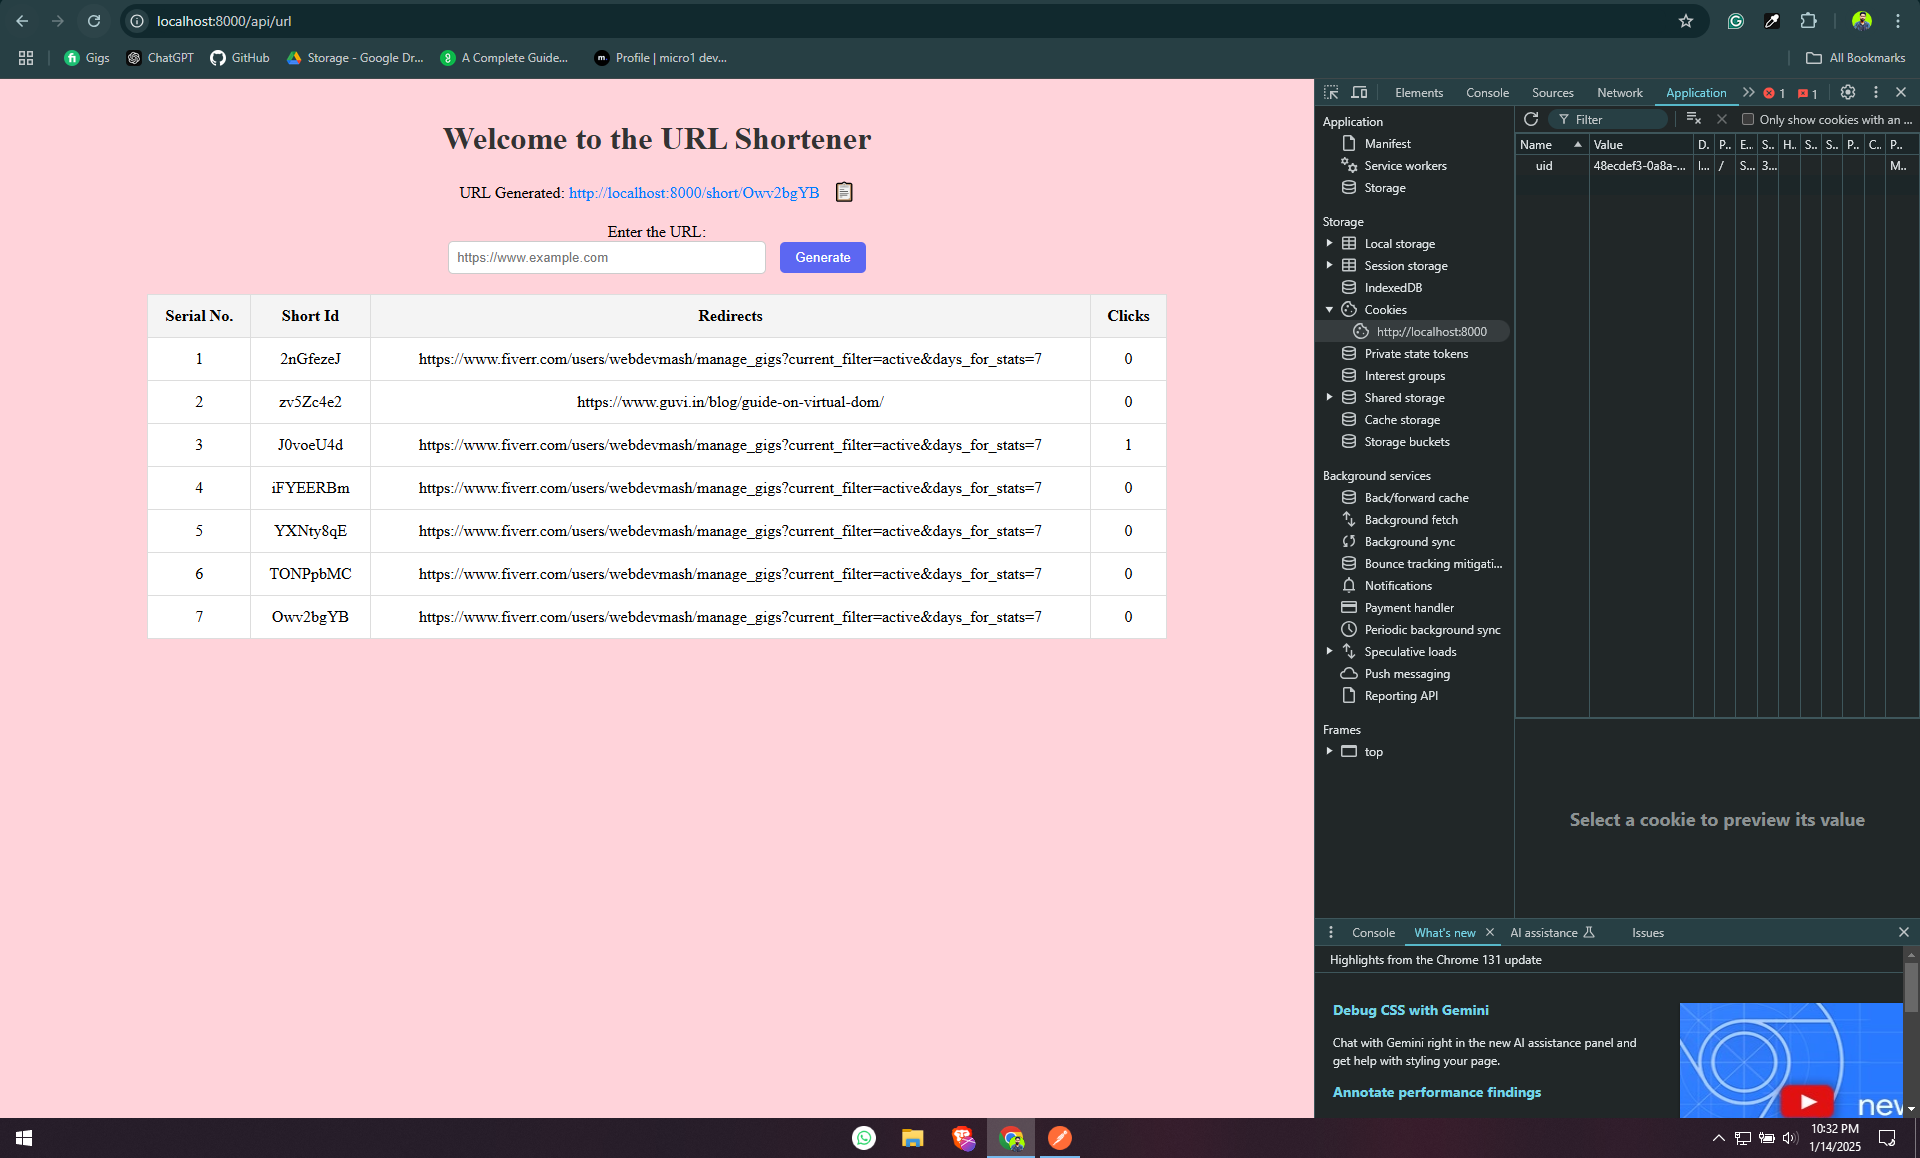 localhost:8000/api/url
Gigs ChatGPT GitHub Storage - Google Dr... A Complete Guide... Profile | micro1 dev... All Bookmarks
Welcome to the URL Shortener
URL Generated: http://localhost:8000/short/Owv2bgYB
Enter the URL:
https://www.example.com Generate
Serial No. Short Id Redirects Clicks
1 2nGfezeJ https://www.fiverr.com/users/webdevmash/manage_gigs?current_filter=active&days_for_stats=7 0
2 zv5Zc4e2 https://www.guvi.in/blog/guide-on-virtual-dom/ 0
3 J0voeU4d https://www.fiverr.com/users/webdevmash/manage_gigs?current_filter=active&days_for_stats=7 1
4 iFYEERBm https://www.fiverr.com/users/webdevmash/manage_gigs?current_filter=active&days_for_stats=7 0
5 YXNty8qE https://www.fiverr.com/users/webdevmash/manage_gigs?current_filter=active&days_for_stats=7 0
6 TONPpbMC https://www.fiverr.com/users/webdevmash/manage_gigs?current_filter=active&days_for_stats=7 0
7 Owv2bgYB https://www.fiverr.com/users/webdevmash/manage_gigs?current_filter=active&days_for_stats=7 0
Elements Console Sources Network Application 1 1
Application
Manifest
Service workers
Storage
Storage
Local storage
Session storage
IndexedDB
Cookies
http://localhost:8000
Private state tokens
Interest groups
Shared storage
Cache storage
Storage buckets
Background services
Back/forward cache
Background fetch
Background sync
Bounce tracking mitigati...
Notifications
Payment handler
Periodic background sync
Speculative loads
Push messaging
Reporting API
Frames
top
Filter Only show cookies with an ...
Name Value D. P.. E.. S.. H.. S.. S.. P.. C.. P..
uid 48ecdef3-0a8a-... l... / S... 3... M..
Select a cookie to preview its value
Console What's new AI assistance Issues
Highlights from the Chrome 131 update
Debug CSS with Gemini
Chat with Gemini right in the new AI assistance panel and
get help with styling your page.
Annotate performance findings
new
10:32 PM
1/14/2025